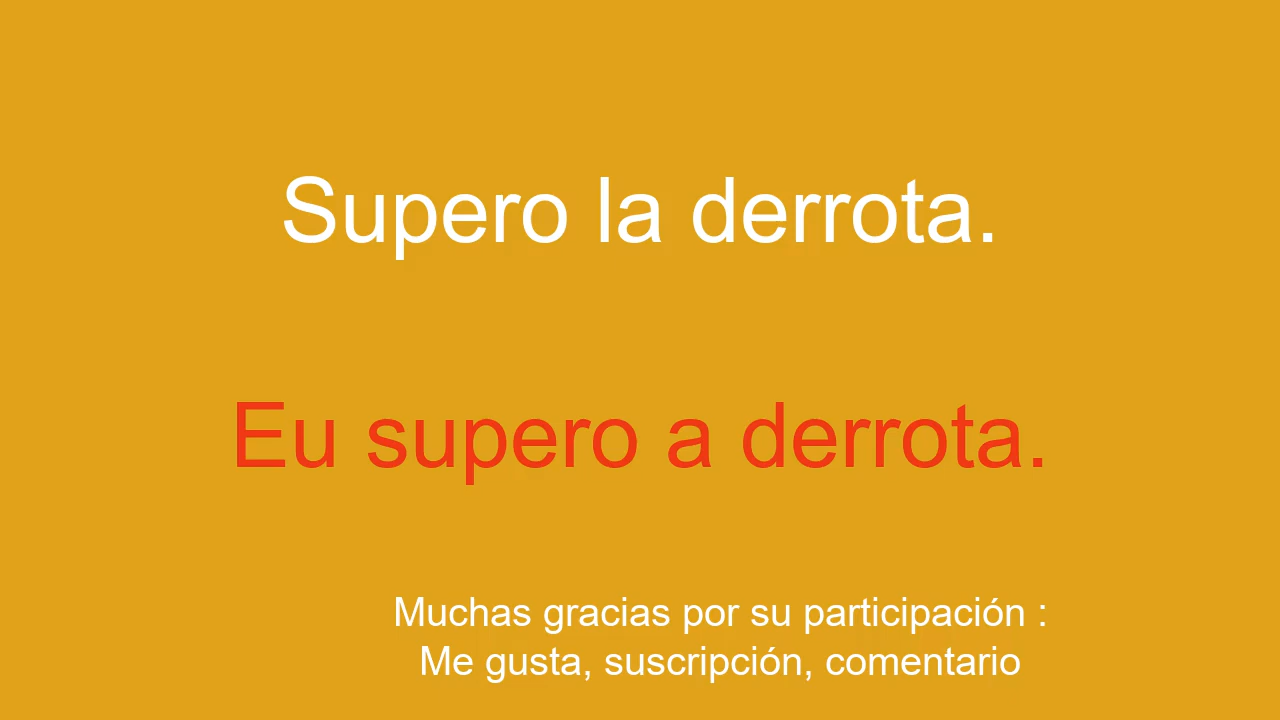 Supero la derrota.
Eu supero a derrota.
Muchas gracias por su participación :
Me gusta, suscripción, comentario